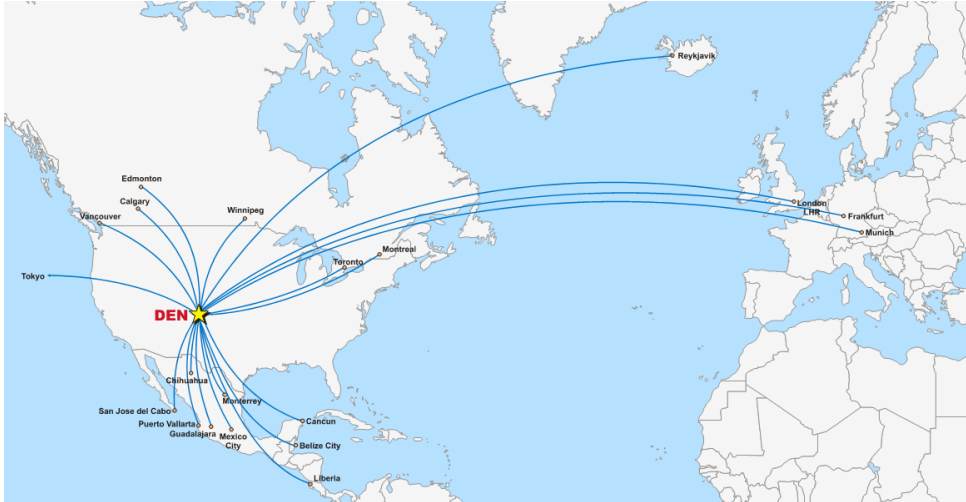 Reykjavik
Edmonton
Calgary
Vancouver
Winnipeg
London
LHR
Frankfurt
Munich
Montreal
Toronto
Tokyo
DEN
Chihuahua
Monterrey
San Jose del Cabo
Puerto Vallarta
Guadalajara
Mexico
City
Cancun
Belize City
Liberia